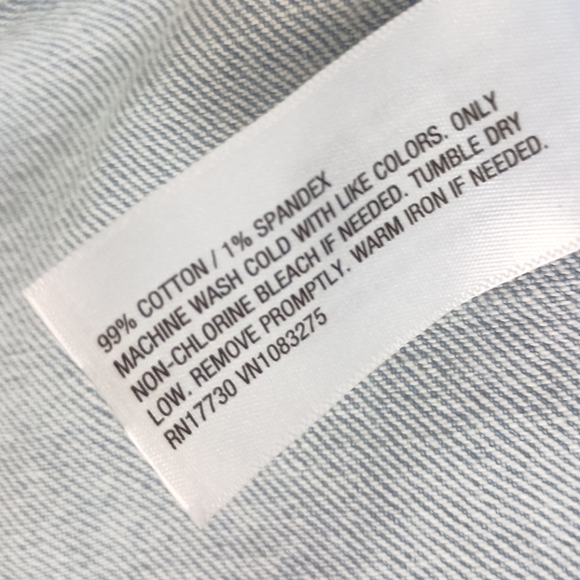 99% COTTON / 1% SPANDEX
MACHINE WASH COLD WITH LIKE COLORS. ONLY
NON-CHLORINE BLEACH IF NEEDED. TUMBLE DRY
LOW. REMOVE PROMPTLY. WARM IRON IF NEEDED.
RN17730 VN1083275